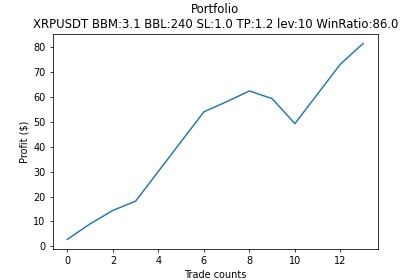 Portfolio
XRPUSDT BBM:3.1 BBL:240 SL:1.0 TP:1.2 lev:10 WinRatio:86.0
80
70
60
50
40
30
20
10
0
Profit ($)
0 2 4 6 8 10 12
Trade counts